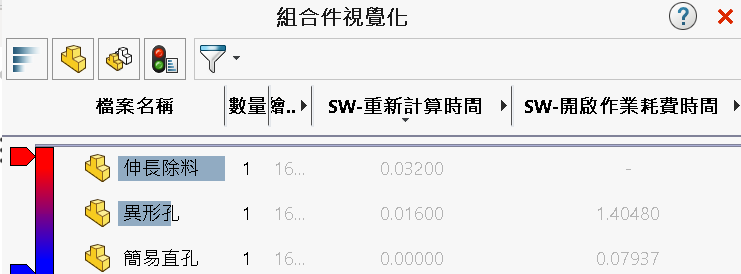 組合件視覺化
檔案名稱 數量 繪.. SW-重新計算時間 SW-開啟作業耗費時間
伸長除料 1 16... 0.03200 -
異形孔 1 16... 0.01600 1.40480
簡易直孔 1 16... 0.00000 0.07937